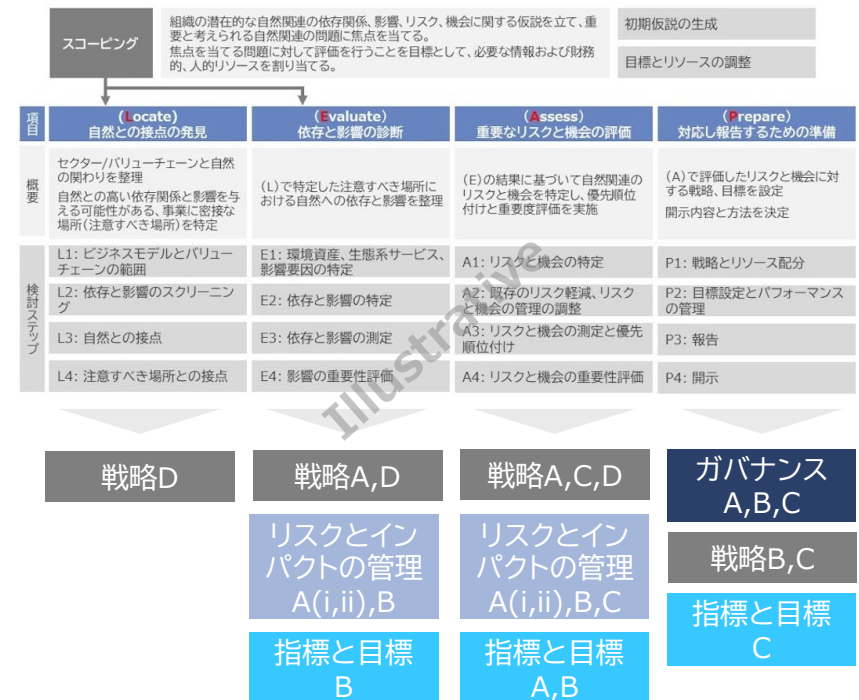 スコーピング
組織の潜在的な自然関連の依存関係、影響、リスク、機会に関する仮説を立て、重
要と考えられる自然関連の問題に焦点を当てる。
焦点を当てる問題に対して評価を行うことを目標として、必要な情報および財務
的、人的リソースを割り当てる。
初期仮説の生成
目標とリソースの調整
項目
(Locate)
自然との接点の発見
(Evaluate)
依存と影響の診断
(Assess)
重要なリスクと機会の評価
(Prepare)
対応し報告するための準備
概要
セクター/バリューチェーンと自然
の関わりを整理
自然との高い依存関係と影響を与
える可能性がある、事業に密接な
場所(注意すべき場所)を特定
(L)で特定した注意すべき場所に
おける自然への依存と影響を整理
(E)の結果に基づいて自然関連の
リスクと機会を特定し、優先順位
付けと重要度評価を実施
(A)で評価したリスクと機会に対
する戦略、目標を設定
開示内容と方法を決定
検討ステップ
L1: ビジネスモデルとバリュー
チェーンの範囲
E1: 環境資産、生態系サービス、
影響要因の特定
A1: リスクと機会の特定
P1: 戦略とリソース配分
L2: 依存と影響のスクリーニン
グ
E2: 依存と影響の特定
A2: 既存のリスク軽減、リスク
と機会の管理の調整
P2: 目標設定とパフォーマンス
の管理
L3: 自然との接点
E3: 依存と影響の測定
A3: リスクと機会の測定と優先
順位付け
P3: 報告
L4: 注意すべき場所との接点
E4: 影響の重要性評価
A4: リスクと機会の重要性評価
P4: 開示
Illustrative
戦略D
戦略A,D
リスクとイン
パクトの管理
A(i,ii),B
指標と目標
B
戦略A,C,D
リスクとイン
パクトの管理
A(i,ii),B,C
指標と目標
A,B
ガバナンス
A,B,C
戦略B,C
指標と目標
C